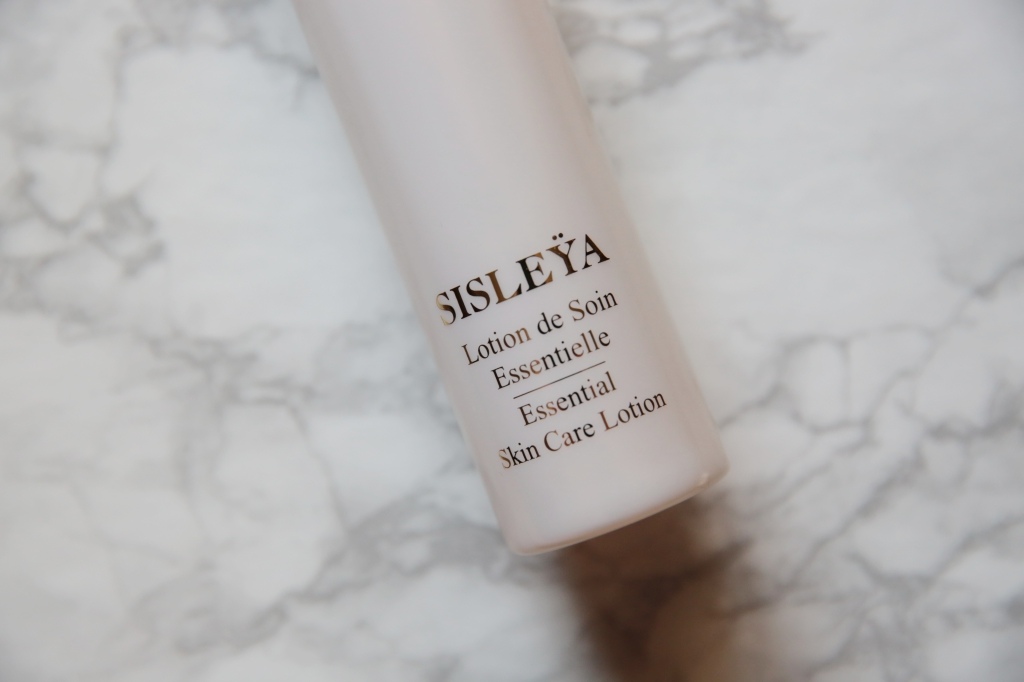 SISLEŸA
Lotion de Soin
Essentielle
Essential
Skin Care Lotion